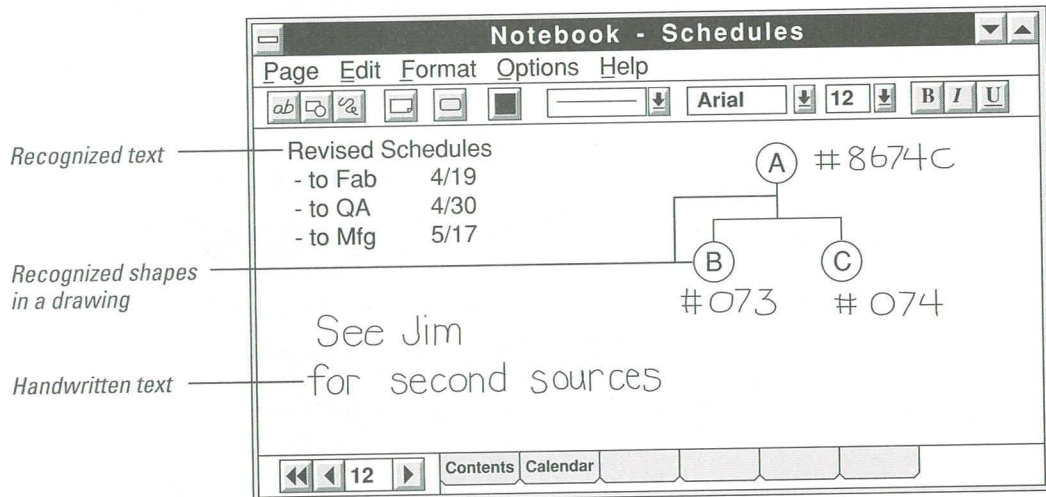 Notebook - Schedules
Page Edit Format Options Help
ab Arial 12 B I U
Recognized text
Revised Schedules
- to Fab 4/19
- to QA 4/30
- to Mfg 5/17
A #8674C
Recognized shapes
in a drawing
B C
#073 #074
See Jim
Handwritten text
for second sources
12 Contents Calendar